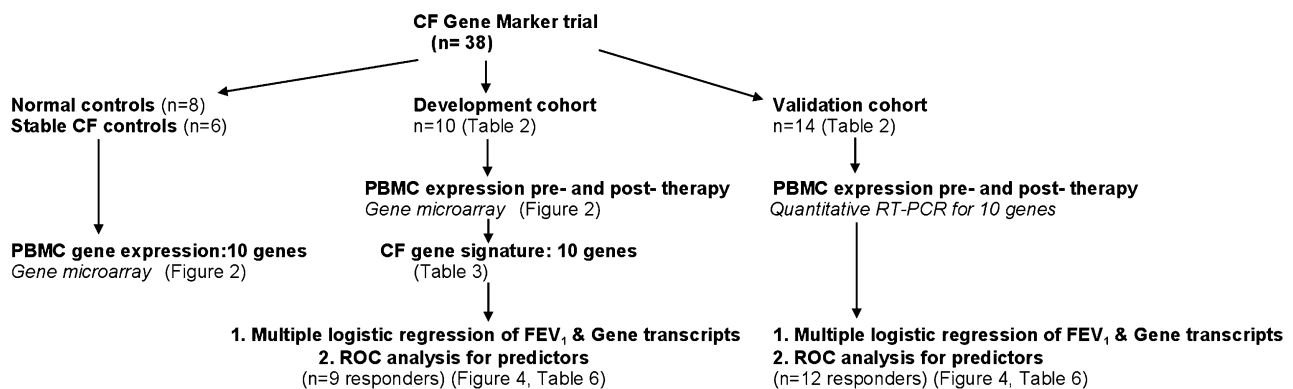 CF Gene Marker trial
(n= 38)
Normal controls (n=8)
Stable CF controls (n=6)
PBMC gene expression:10 genes
Gene microarray (Figure 2)
Development cohort
n=10 (Table 2)
PBMC expression pre- and post- therapy
Gene microarray (Figure 2)
CF gene signature: 10 genes
(Table 3)
1. Multiple logistic regression of FEV₁ & Gene transcripts
2. ROC analysis for predictors
(n=9 responders) (Figure 4, Table 6)
Validation cohort
n=14 (Table 2)
PBMC expression pre- and post- therapy
Quantitative RT-PCR for 10 genes
1. Multiple logistic regression of FEV₁ & Gene transcripts
2. ROC analysis for predictors
(n=12 responders) (Figure 4, Table 6)